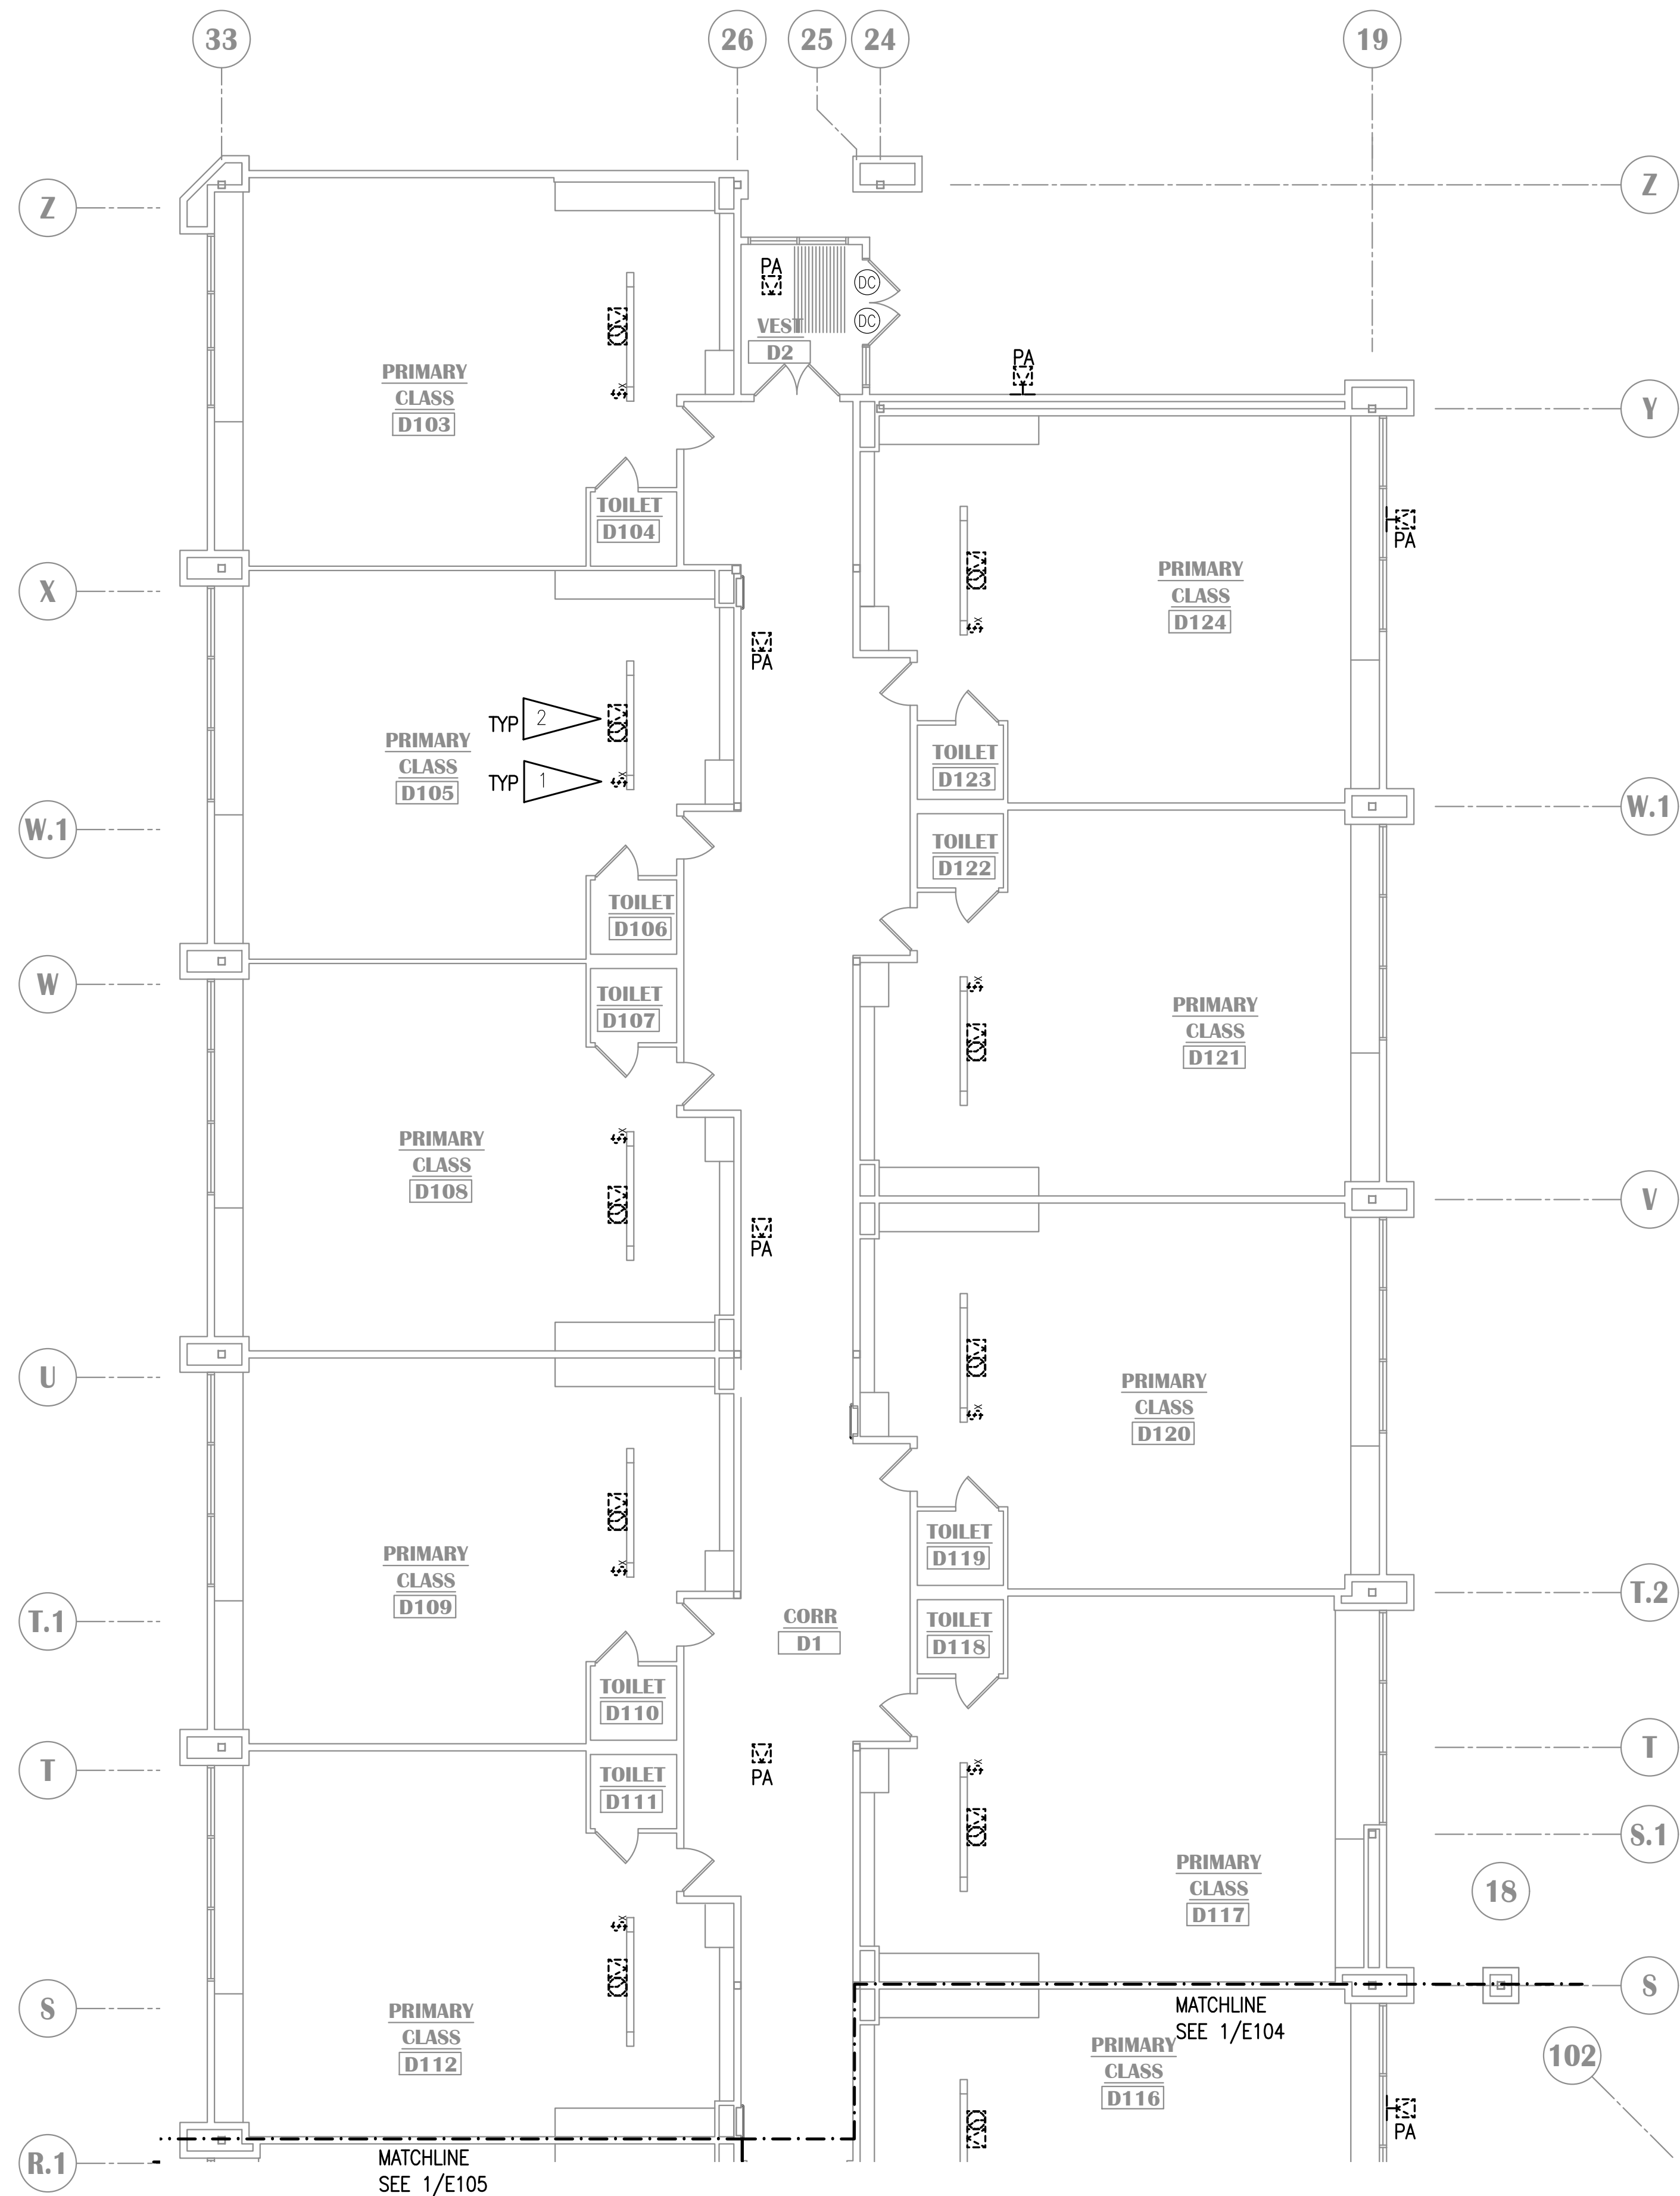 33
26
25
24
19
Z
Z
PA
DC
DC
VEST
D2
PA
PRIMARY
CLASS
D103
Y
$X
TOILET
D104
PA
PRIMARY
CLASS
D124
X
$X
PA
TYP 2
TYP 1
PRIMARY
CLASS
D105
$X
TOILET
D123
W.1
W.1
TOILET
D122
TOILET
D106
W
TOILET
D107
$X
PRIMARY
CLASS
D121
PRIMARY
CLASS
D108
$X
V
PA
U
PRIMARY
CLASS
D120
$X
PRIMARY
CLASS
D109
$X
TOILET
D119
T.1
T.2
CORR
D1
TOILET
D118
TOILET
D110
T
T
PA
TOILET
D111
$X
S.1
PRIMARY
CLASS
D117
18
$X
S
S
PRIMARY
CLASS
D112
MATCHLINE
SEE 1/E104
PRIMARY
CLASS
D116
102
PA
R.1
MATCHLINE
SEE 1/E105